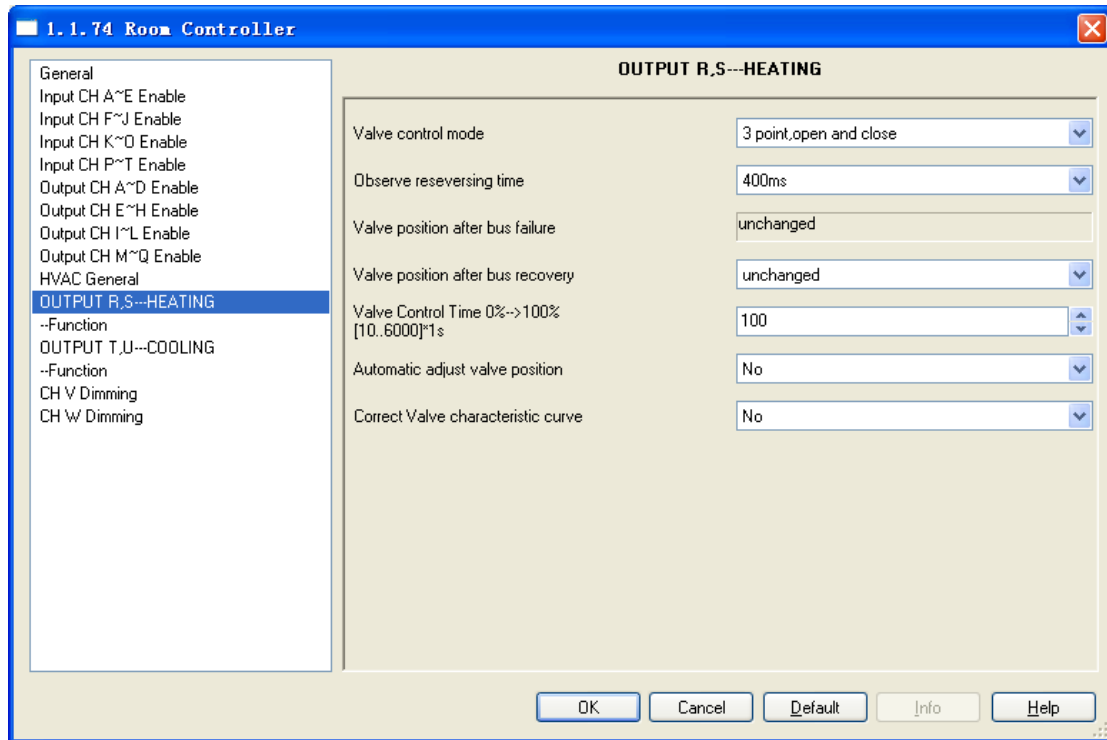 1.1.74 Room Controller
General
Input CH A~E Enable
Input CH F~J Enable
Input CH K~O Enable
Input CH P~T Enable
Output CH A~D Enable
Output CH E~H Enable
Output CH I~L Enable
Output CH M~Q Enable
HVAC General
OUTPUT R,S---HEATING
--Function
OUTPUT T,U---COOLING
--Function
CH V Dimming
CH W Dimming
OUTPUT R,S---HEATING
Valve control mode
3 point,open and close
Observe reseversing time
400ms
Valve position after bus failure
unchanged
Valve position after bus recovery
unchanged
Valve Control Time 0%-->100%
[10..6000]*1s
100
Automatic adjust valve position
No
Correct Valve characteristic curve
No
OK
Cancel
Default
Info
Help